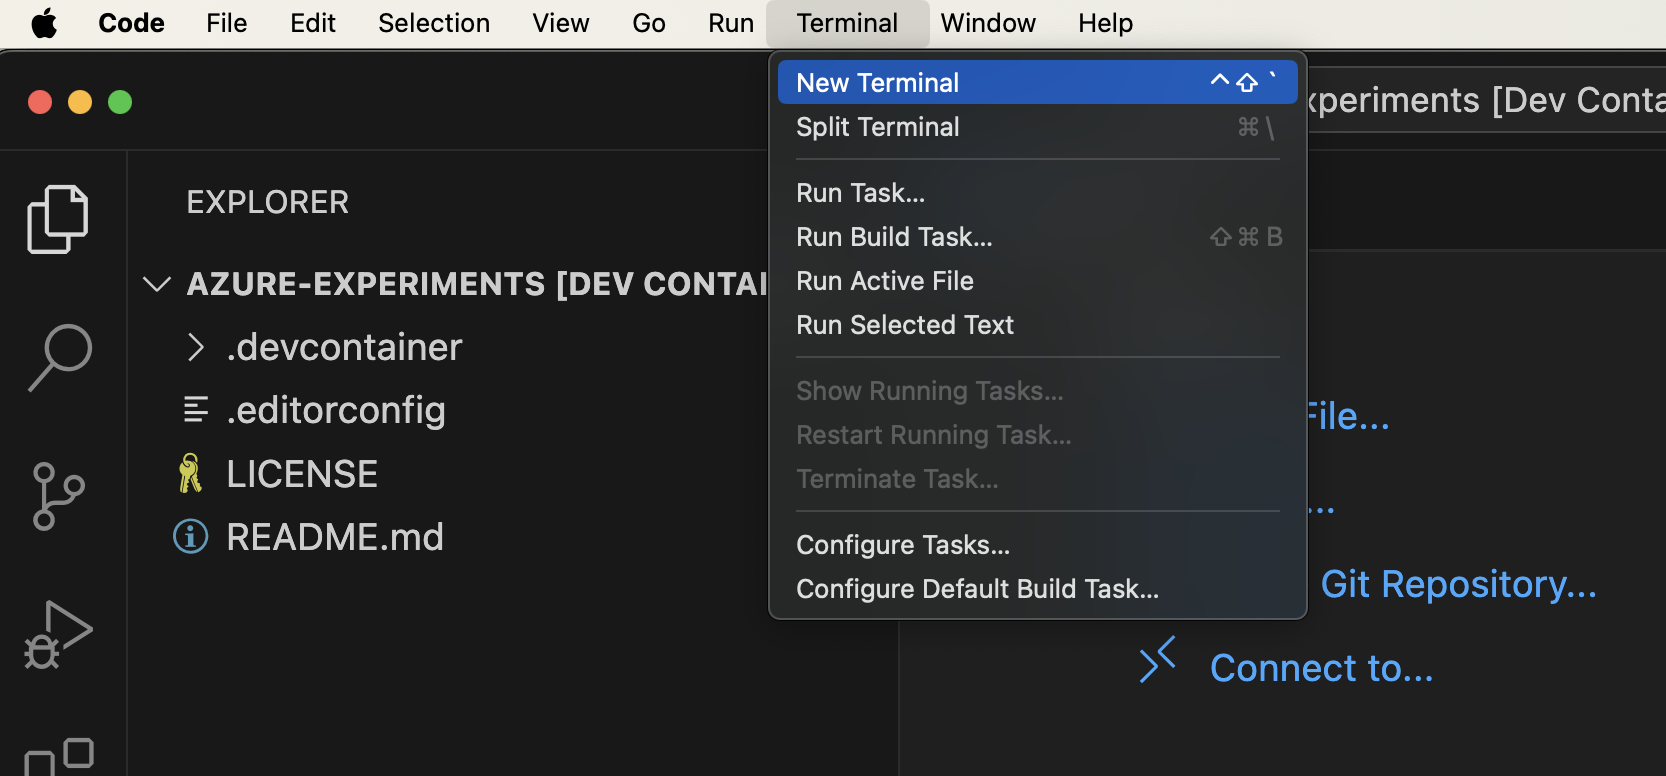 Code File Edit Selection View Go Run Terminal Window Help
New Terminal ^⇧`
Split Terminal ⌘\
Run Task...
Run Build Task... ⇧⌘B
Run Active File
Run Selected Text
Show Running Tasks...
Restart Running Task...
Terminate Task...
Configure Tasks...
Configure Default Build Task...
xperiments [Dev Conta
EXPLORER
AZURE-EXPERIMENTS [DEV CONTAI
.devcontainer
.editorconfig
LICENSE
README.md
File...
...
Git Repository...
Connect to...